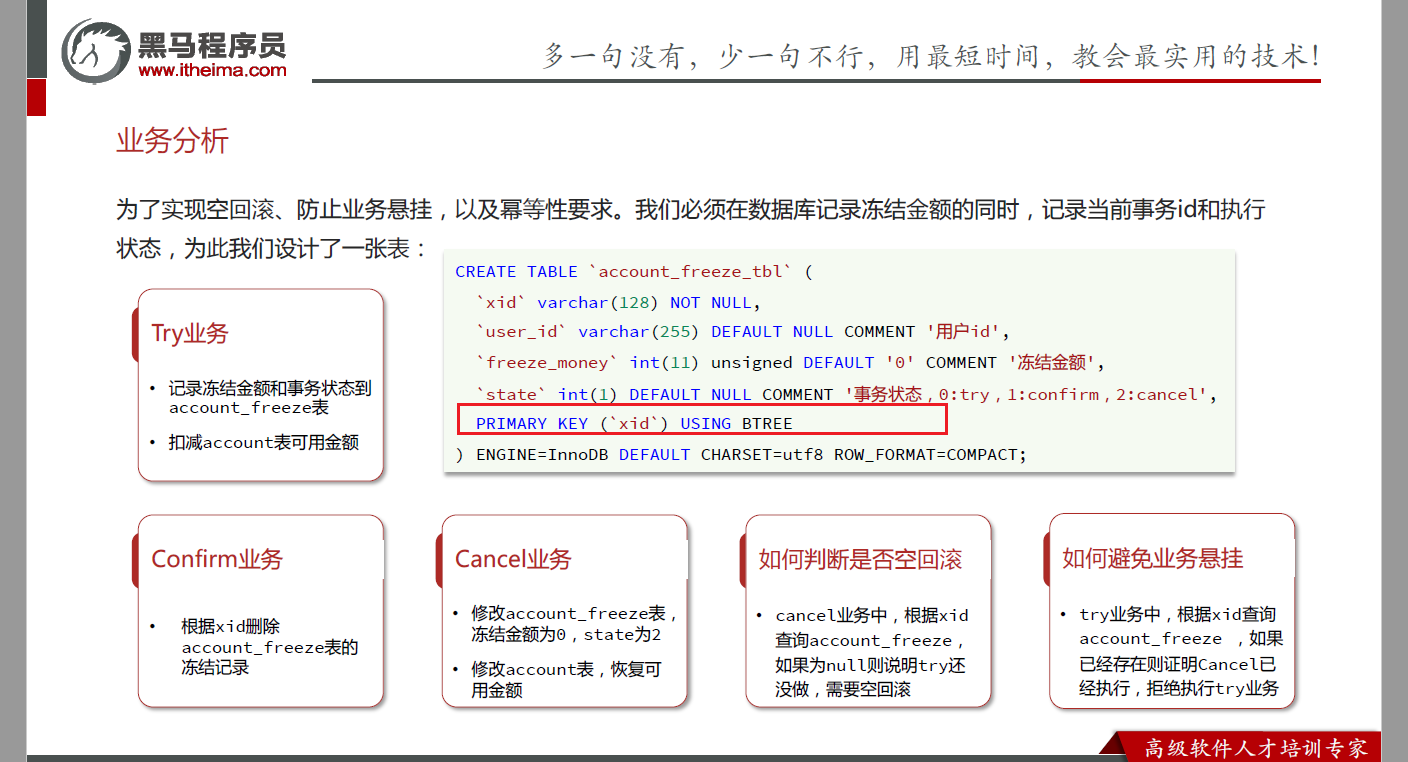 黑马程序员
www.itheima.com
多一句没有，少一句不行，用最短时间，教会最实用的技术！
业务分析
为了实现空回滚、防止业务悬挂，以及幂等性要求。我们必须在数据库记录冻结金额的同时，记录当前事务id和执行
状态，为此我们设计了一张表：
CREATE TABLE `account_freeze_tbl` (
`xid` varchar(128) NOT NULL,
`user_id` varchar(255) DEFAULT NULL COMMENT '用户id',
`freeze_money` int(11) unsigned DEFAULT '0' COMMENT '冻结金额',
`state` int(1) DEFAULT NULL COMMENT '事务状态，0:try，1:confirm，2:cancel',
PRIMARY KEY (`xid`) USING BTREE
) ENGINE=InnoDB DEFAULT CHARSET=utf8 ROW_FORMAT=COMPACT;
Try业务
• 记录冻结金额和事务状态到
account_freeze表
• 扣减account表可用金额
Confirm业务
• 根据xid删除
account_freeze表的
冻结记录
Cancel业务
• 修改account_freeze表，
冻结金额为0，state为2
• 修改account表，恢复可
用金额
如何判断是否空回滚
• cancel业务中，根据xid
查询account_freeze，
如果为null则说明try还
没做，需要空回滚
如何避免业务悬挂
• try业务中，根据xid查询
account_freeze ，如果
已经存在则证明Cancel已
经执行，拒绝执行try业务
高级软件人才培训专家